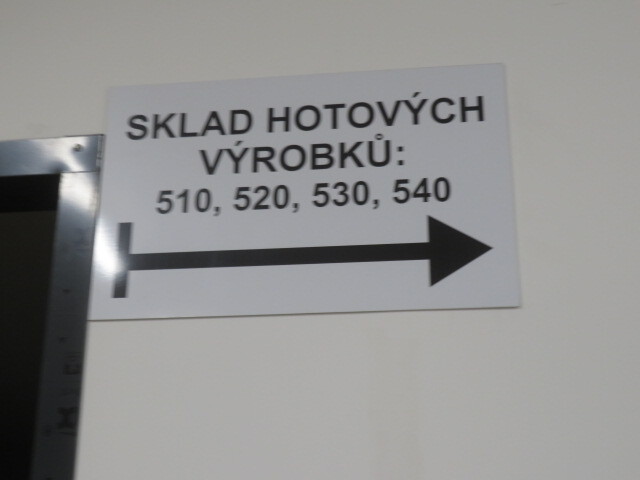 SKLAD HOTOVÝCH
VÝROBKŮ:
510, 520, 530, 540